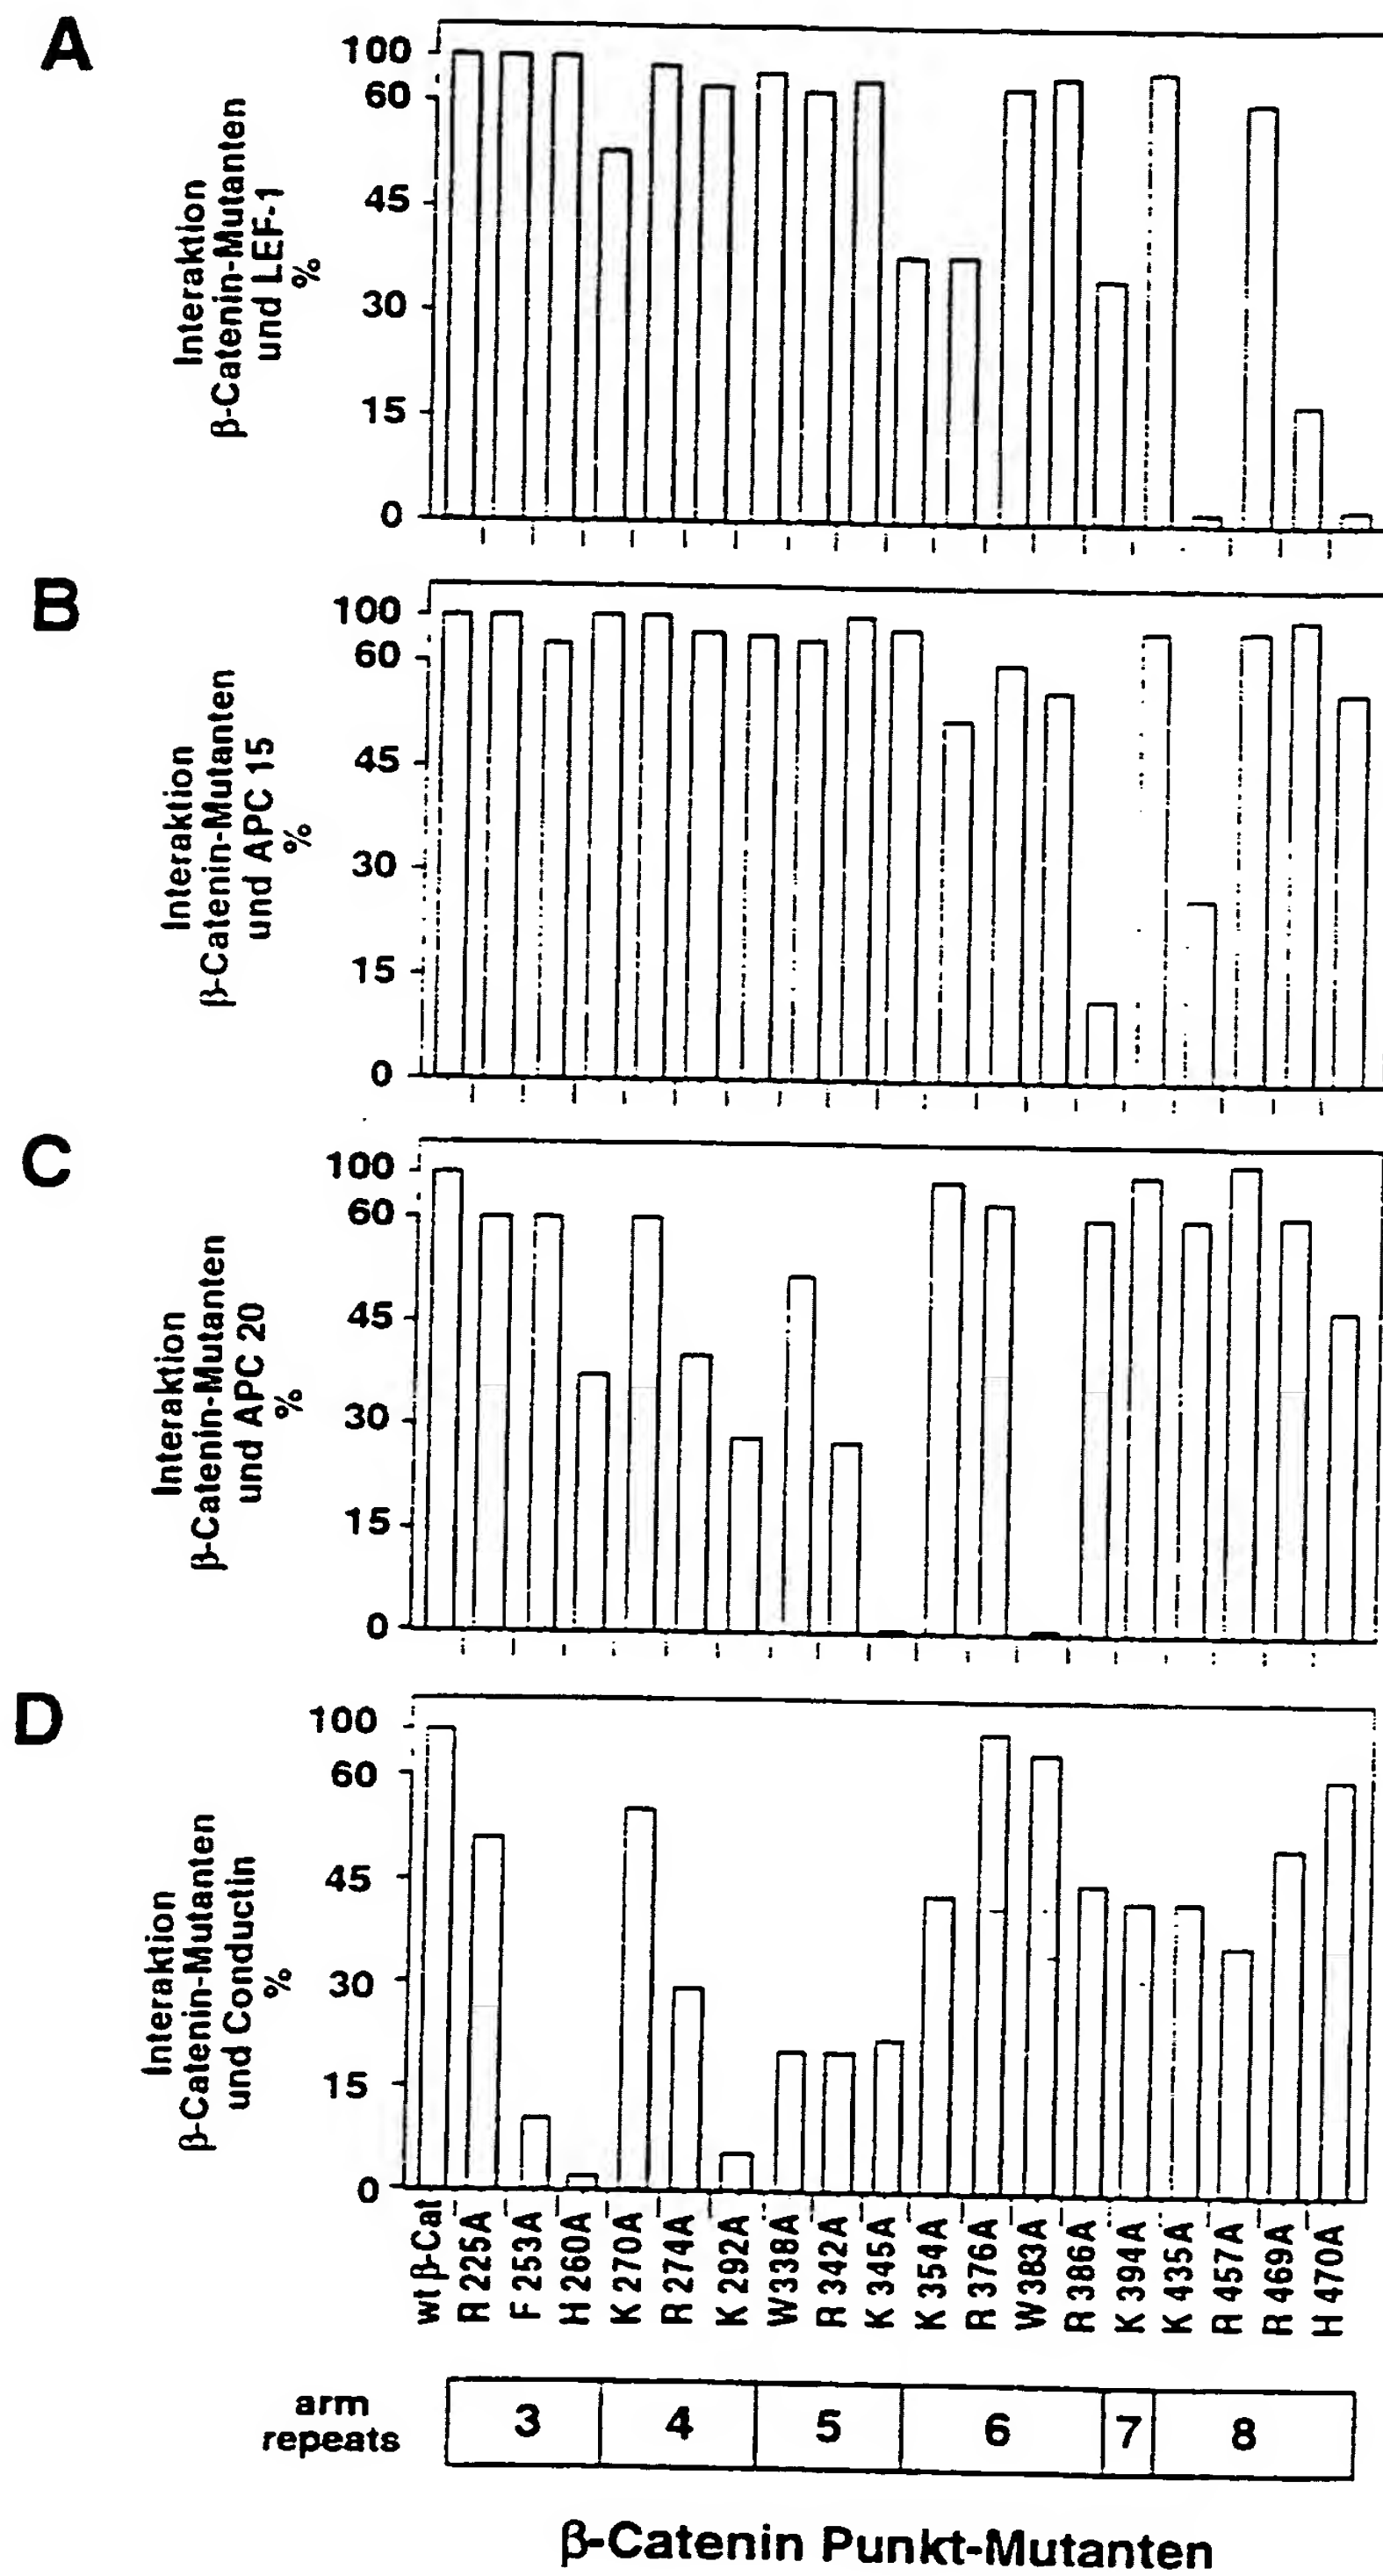 A
Interaktion
β-Catenin-Mutanten
und LEF-1
%
100
60
45
30
15
0
B
Interaktion
β-Catenin-Mutanten
und APC 15
%
100
60
45
30
15
0
C
Interaktion
β-Catenin-Mutanten
und APC 20
%
100
60
45
30
15
0
D
Interaktion
β-Catenin-Mutanten
und Conductin
%
100
60
45
30
15
0
wt β-Cat
R 225A
F 253A
H 260A
K 270A
R 274A
K 292A
W338A
R 342A
K 345A
K 354A
R 376A
W383A
R 386A
K 394A
K 435A
R 457A
R 469A
H 470A
arm
repeats
3 4 5 6 7 8
β-Catenin Punkt-Mutanten